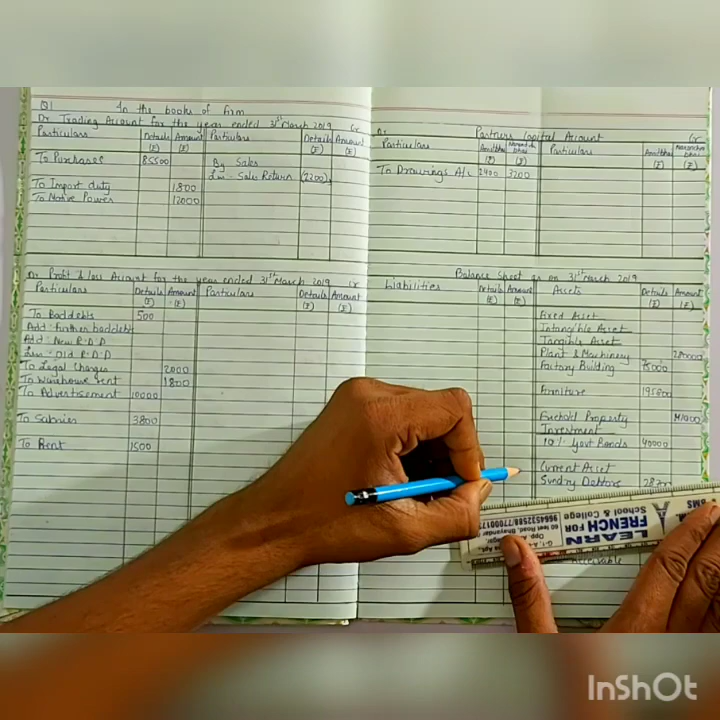 Q1 In the books of firm
Dr Trading Account for the year ended 31st March 2019 Cr
Particulars Details (₹) Amount (₹) Particulars Details (₹) Amount (₹)
To Purchases 85500 By Sales
Less - Sales Return (2200)
To Import duty 1800
To Motive Power 12000
Dr Profit & loss Account for the year ended 31st March 2019 Cr
Particulars Details (₹) Amount (₹) Particulars Details (₹) Amount (₹)
To Bad debts 500
Add: further baddebts
Add: New R.D.D
Less - Old R.D.D
To Legal Charges 2000
To Warehouse rent 1800
To Advertisement 10000
To Salaries 3800
To Rent 1500
Dr Partners Capital Account Cr
Particulars Particulars
(₹) (₹) (₹) (₹)
To Drawings A/c 2400 3200
Balance Sheet as on 31st March 2019
Liabilities Details (₹) Amount (₹) Assets Details (₹) Amount (₹)
Fixed Asset
Intangible Asset
Tangible Asset
Plant & Machinery
Factory Building 75000
Furniture
Freehold Property
Investment
10% Govt Bonds 40000
Current Asset
Sundry Debtors
Receivable
LEARN
FRENCH FOR
School & College
InShOt